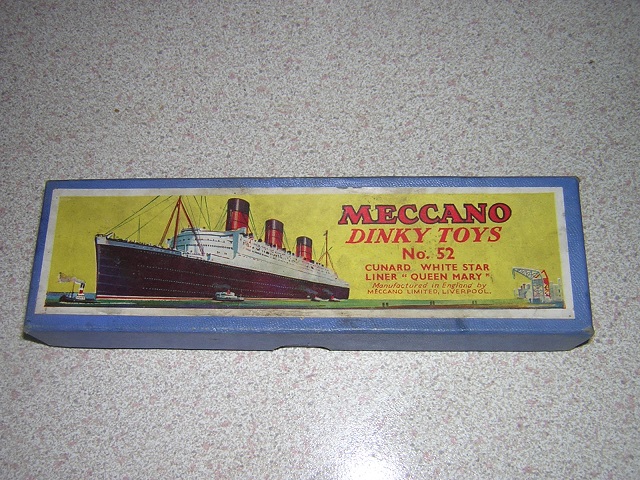 MECCANO
DINKY TOYS
No. 52
CUNARD WHITE STAR
LINER "QUEEN MARY"
Manufactured in England by
MECCANO LIMITED, LIVERPOOL.